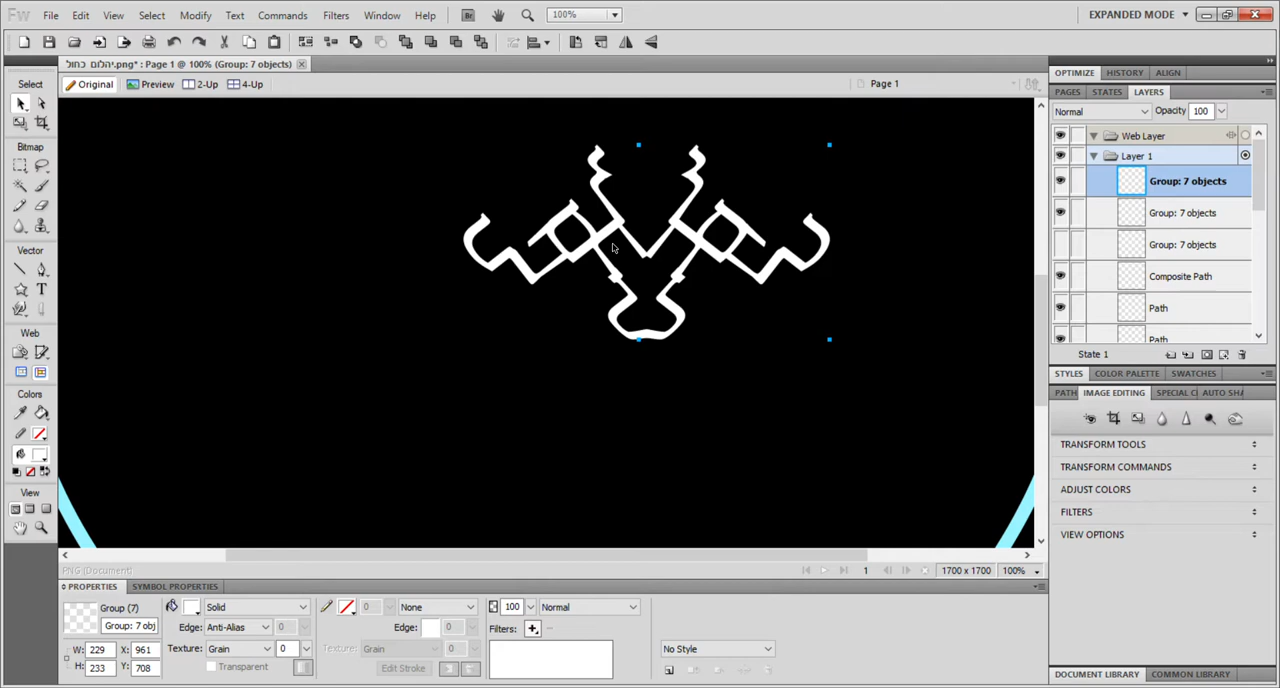 Fw File Edit View Select Modify Text Commands Filters Window Help Br 100% EXPANDED MODE
יהלום כחול.png* : Page 1 @ 100% (Group: 7 objects)
Original Preview 2-Up 4-Up Page 1
Select
Bitmap
Vector
Web
Colors
View
OPTIMIZE HISTORY ALIGN
PAGES STATES LAYERS
Normal Opacity 100
Web Layer
Layer 1
Group: 7 objects
Group: 7 objects
Group: 7 objects
Composite Path
Path
Path
State 1
STYLES COLOR PALETTE SWATCHES
PATH IMAGE EDITING SPECIAL C AUTO SHA
TRANSFORM TOOLS
TRANSFORM COMMANDS
ADJUST COLORS
FILTERS
VIEW OPTIONS
PNG (Document) 1 1700 x 1700 100%
PROPERTIES SYMBOL PROPERTIES
Group (7) Solid 0 None 100 Normal
Group: 7 obj Edge: Anti-Alias 0 Edge: 0 Filters:
W: 229 X: 961 Texture: Grain 0 Texture: Grain 0 No Style
H: 233 Y: 708 Transparent Edit Stroke
DOCUMENT LIBRARY COMMON LIBRARY